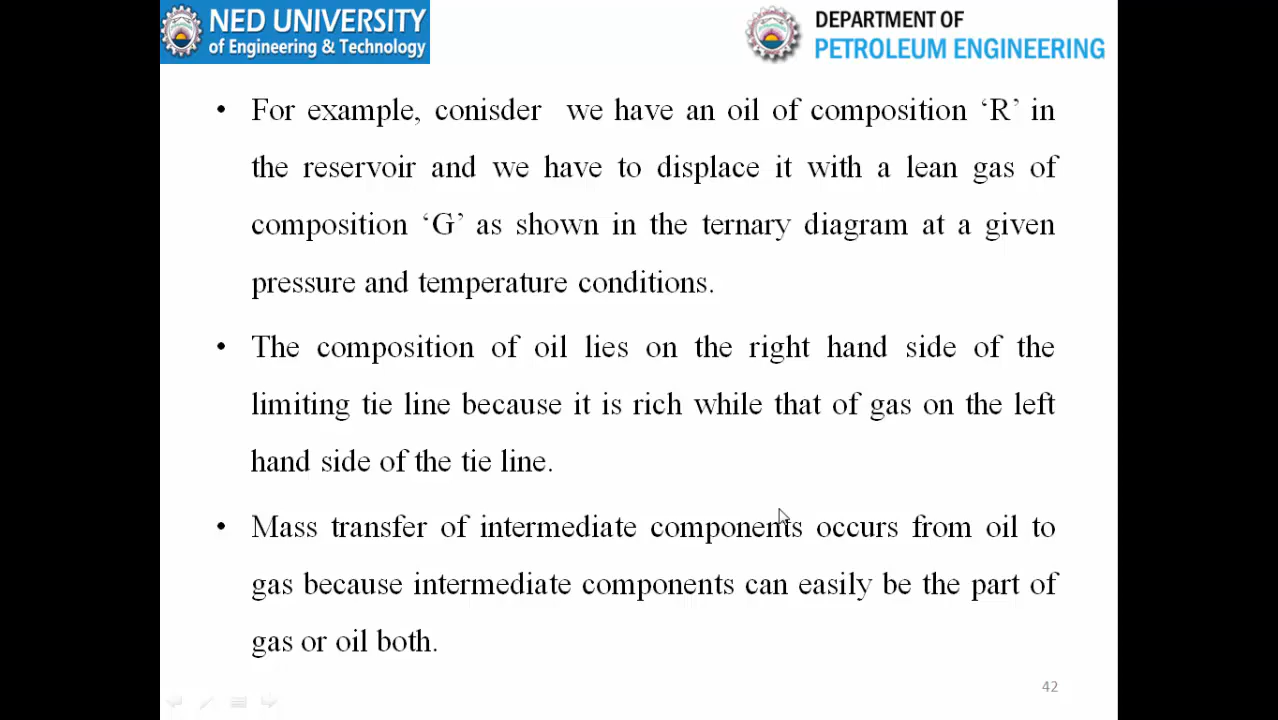 NED UNIVERSITY
of Engineering & Technology
DEPARTMENT OF
PETROLEUM ENGINEERING
• For example, conisder we have an oil of composition ‘R’ in
the reservoir and we have to displace it with a lean gas of
composition ‘G’ as shown in the ternary diagram at a given
pressure and temperature conditions.
• The composition of oil lies on the right hand side of the
limiting tie line because it is rich while that of gas on the left
hand side of the tie line.
• Mass transfer of intermediate components occurs from oil to
gas because intermediate components can easily be the part of
gas or oil both.
42